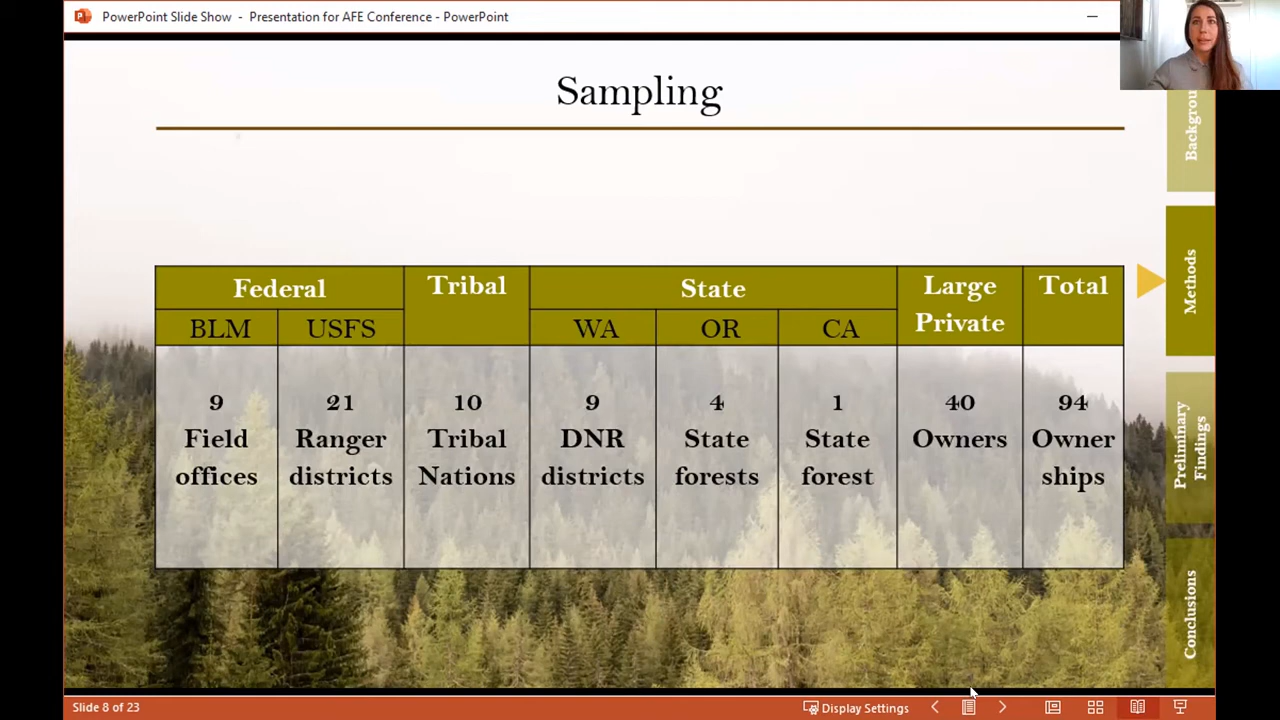 PowerPoint Slide Show - Presentation for AFE Conference - PowerPoint
Sampling
Federal
Tribal
State
Large
Private
Total
BLM
USFS
WA
OR
CA
9
Field
offices
21
Ranger
districts
10
Tribal
Nations
9
DNR
districts
4
State
forests
1
State
forest
40
Owners
94
Owner
ships
Backgrou
Methods
Preliminary
Findings
Conclusions
Slide 8 of 23
Display Settings